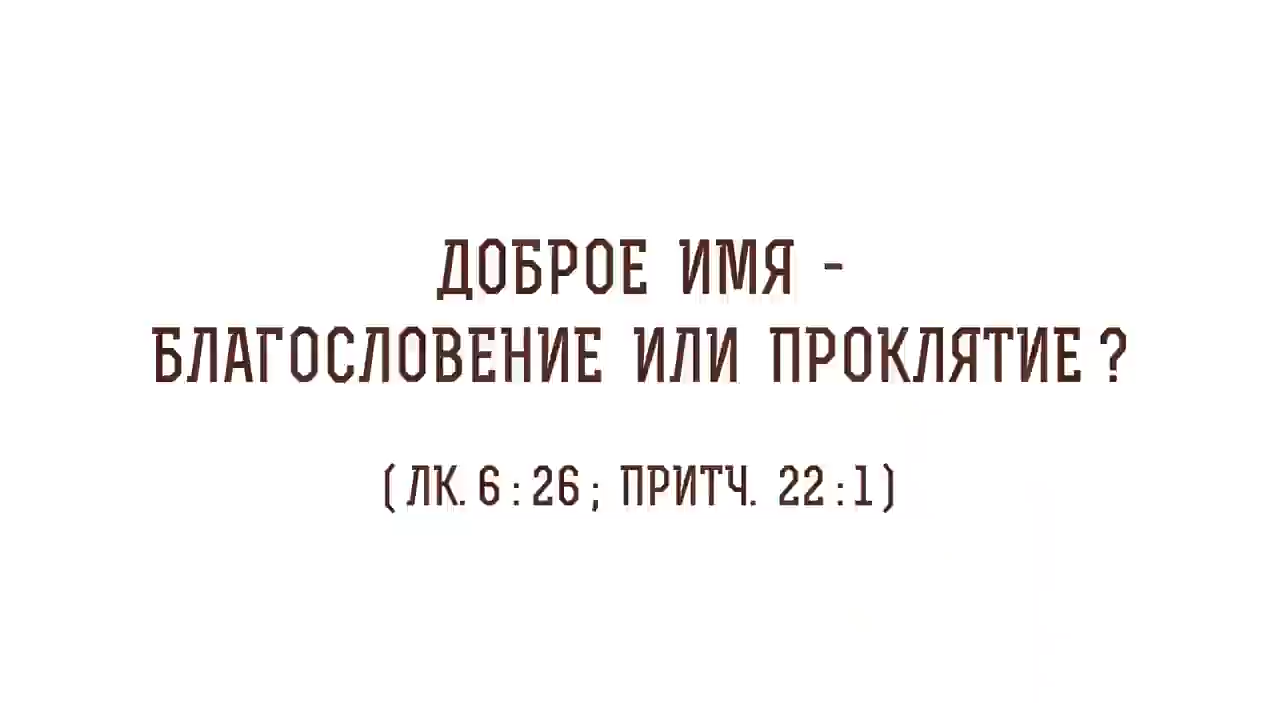 ДОБРОЕ ИМЯ -
БЛАГОСЛОВЕНИЕ ИЛИ ПРОКЛЯТИЕ?
(ЛК. 6:26; ПРИТЧ. 22:1)